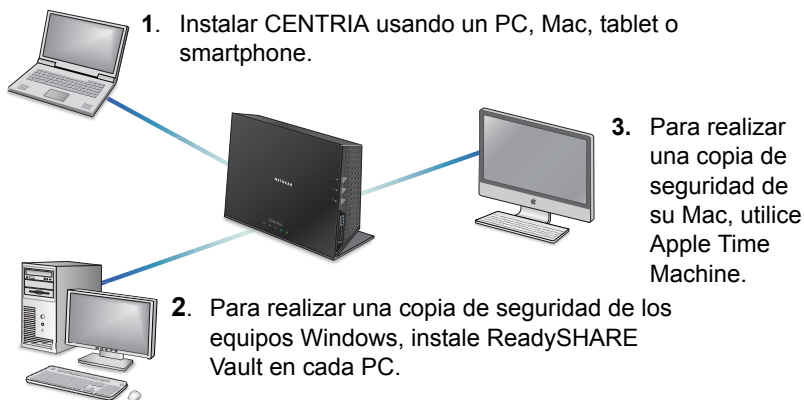 1. Instalar CENTRIA usando un PC, Mac, tablet o
smartphone.
NETGEAR
CENTRIA
3. Para realizar
una copia de
seguridad de
su Mac, utilice
Apple Time
Machine.
2. Para realizar una copia de seguridad de los
equipos Windows, instale ReadySHARE
Vault en cada PC.